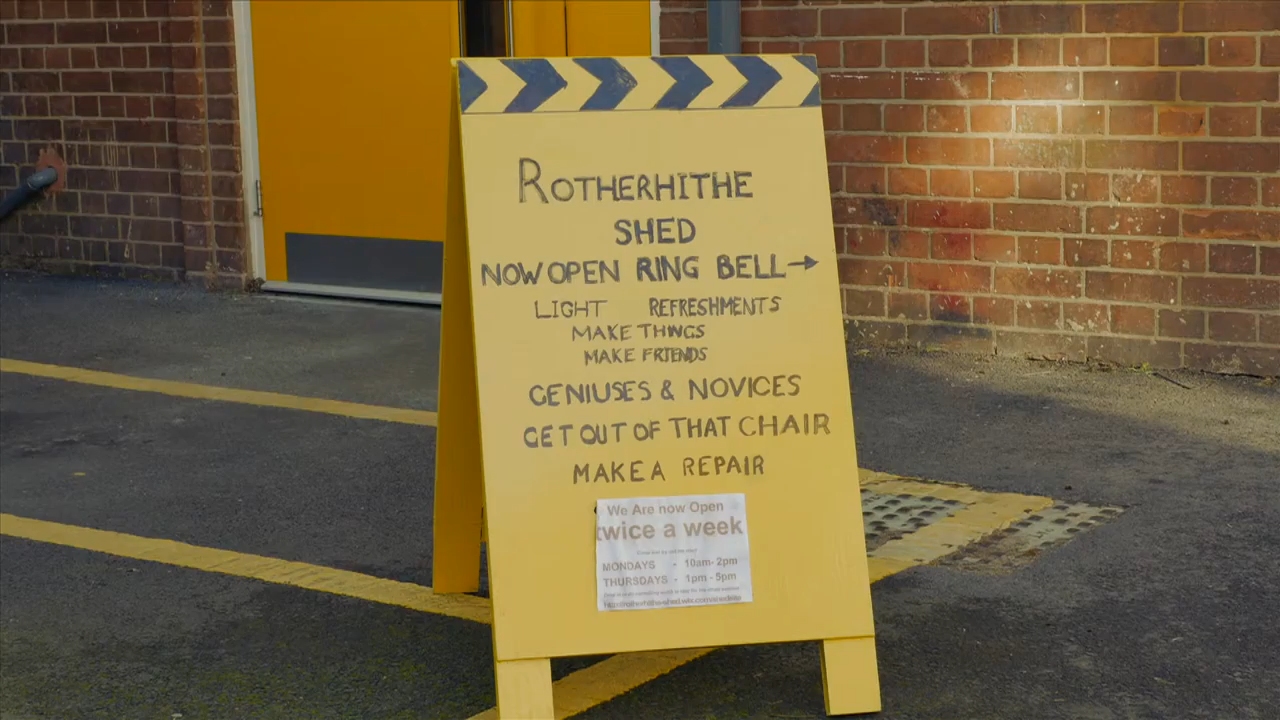 ROTHERHITHE
SHED
NOW OPEN RING BELL→
LIGHT REFRESHMENTS
MAKE THINGS
MAKE FRIENDS
GENIUSES & NOVICES
GET OUT OF THAT CHAIR
MAKE A REPAIR
We Are now Open
twice a week
MONDAYS - 10am- 2pm
THURSDAYS - 1pm - 5pm